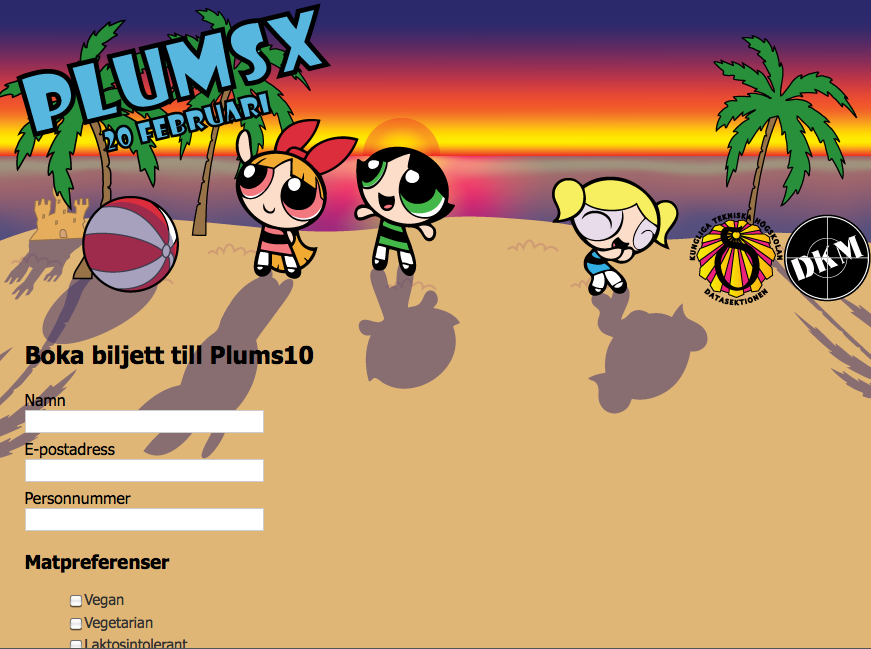 PLUMSX
20 FEBRUARI
KUNGLIGA TEKNISKA HÖGSKOLAN
DATASEKTIONEN
DKM
Boka biljett till Plums10
Namn
E-postadress
Personnummer
Matpreferenser
Vegan
Vegetarian
Laktosintolerant